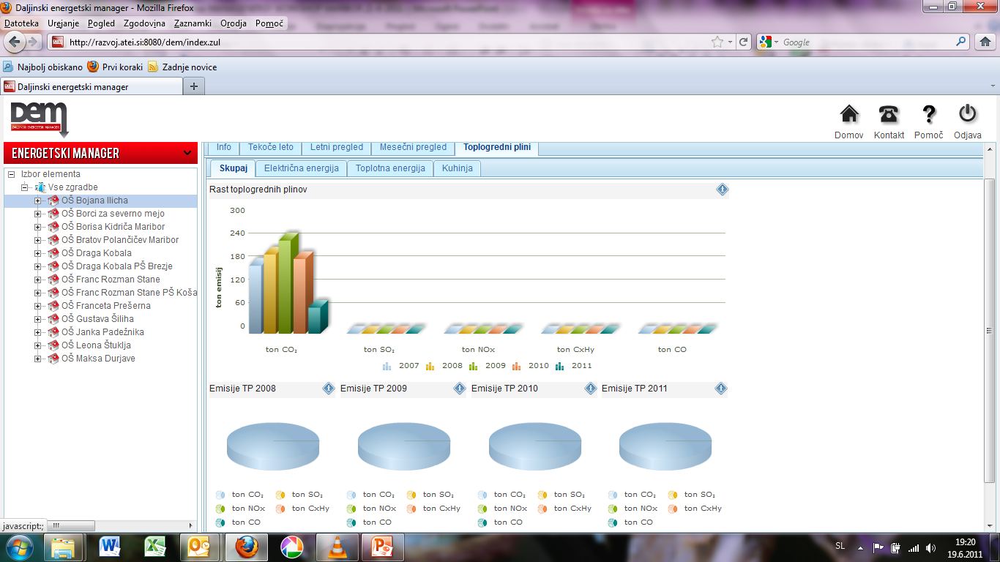 Daljinski energetski manager - Mozilla Firefox
Datoteka Urejanje Pogled Zgodovina Zaznamki Orodja Pomoč
http://razvoj.atei.si:8080/dem/index.zul
Google
Najbolj obiskano Prvi koraki Zadnje novice
Daljinski energetski manager
DEM
DALJINSKI ENERGETSKI MANAGER
Domov Kontakt Pomoč Odjava
ENERGETSKI MANAGER
Izbor elementa
Vse zgradbe
OŠ Bojana Ilicha
OŠ Borci za severno mejo
OŠ Borisa Kidriča Maribor
OŠ Bratov Polančičev Maribor
OŠ Draga Kobala
OŠ Draga Kobala PŠ Brezje
OŠ Franc Rozman Stane
OŠ Franc Rozman Stane PŠ Koša
OŠ Franceta Prešerna
OŠ Gustava Šiliha
OŠ Janka Padežnika
OŠ Leona Štuklja
OŠ Maksa Durjave
javascript:;
Info Tekoče leto Letni pregled Mesečni pregled Toplogredni plini
Skupaj Električna energija Toplotna energija Kuhinja
Rast toplogrednih plinov
300
240
180
120
60
0
ton emisij
ton CO₂ ton SO₂ ton NOx ton CxHy ton CO
2007 2008 2009 2010 2011
Emisije TP 2008 Emisije TP 2009 Emisije TP 2010 Emisije TP 2011
ton CO₂ ton SO₂ ton CO₂ ton SO₂ ton CO₂ ton SO₂ ton CO₂ ton SO₂
ton NOx ton CxHy ton NOx ton CxHy ton NOx ton CxHy ton NOx ton CxHy
ton CO ton CO ton CO ton CO
SL
19:20
19.6.2011